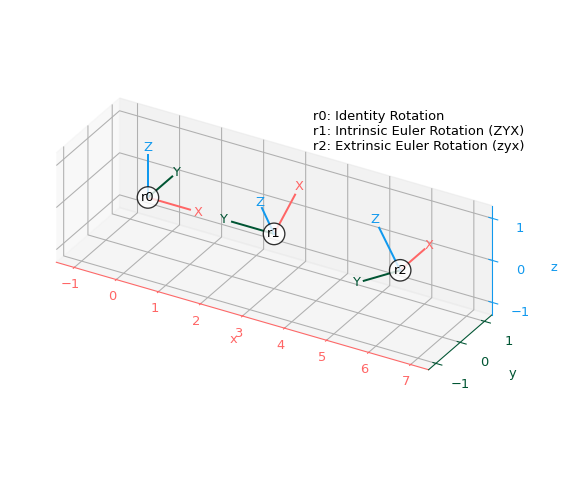 r0: Identity Rotation
r1: Intrinsic Euler Rotation (ZYX)
r2: Extrinsic Euler Rotation (zyx)
Z
Y
r0
X
X
Z
Y
r1
Z
X
r2
Y
1
0
−1
z
−1
0
1
2
3
4
5
6
7
x
1
0
−1
y